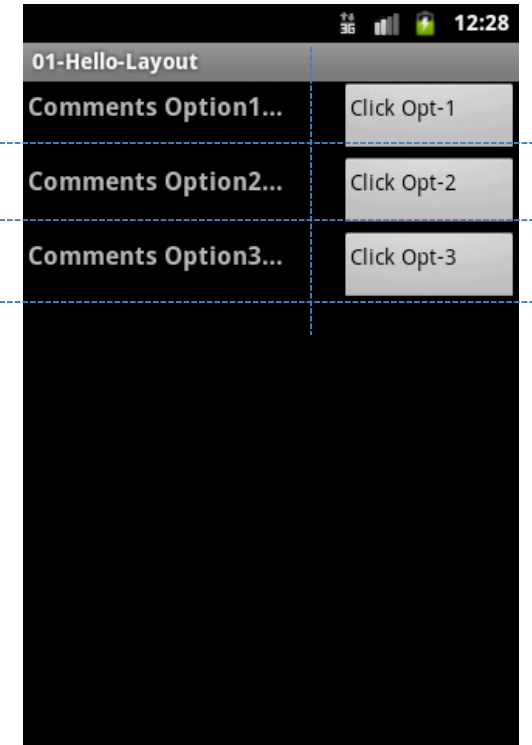 3G 12:28
01-Hello-Layout
Comments Option1... Click Opt-1
Comments Option2... Click Opt-2
Comments Option3... Click Opt-3